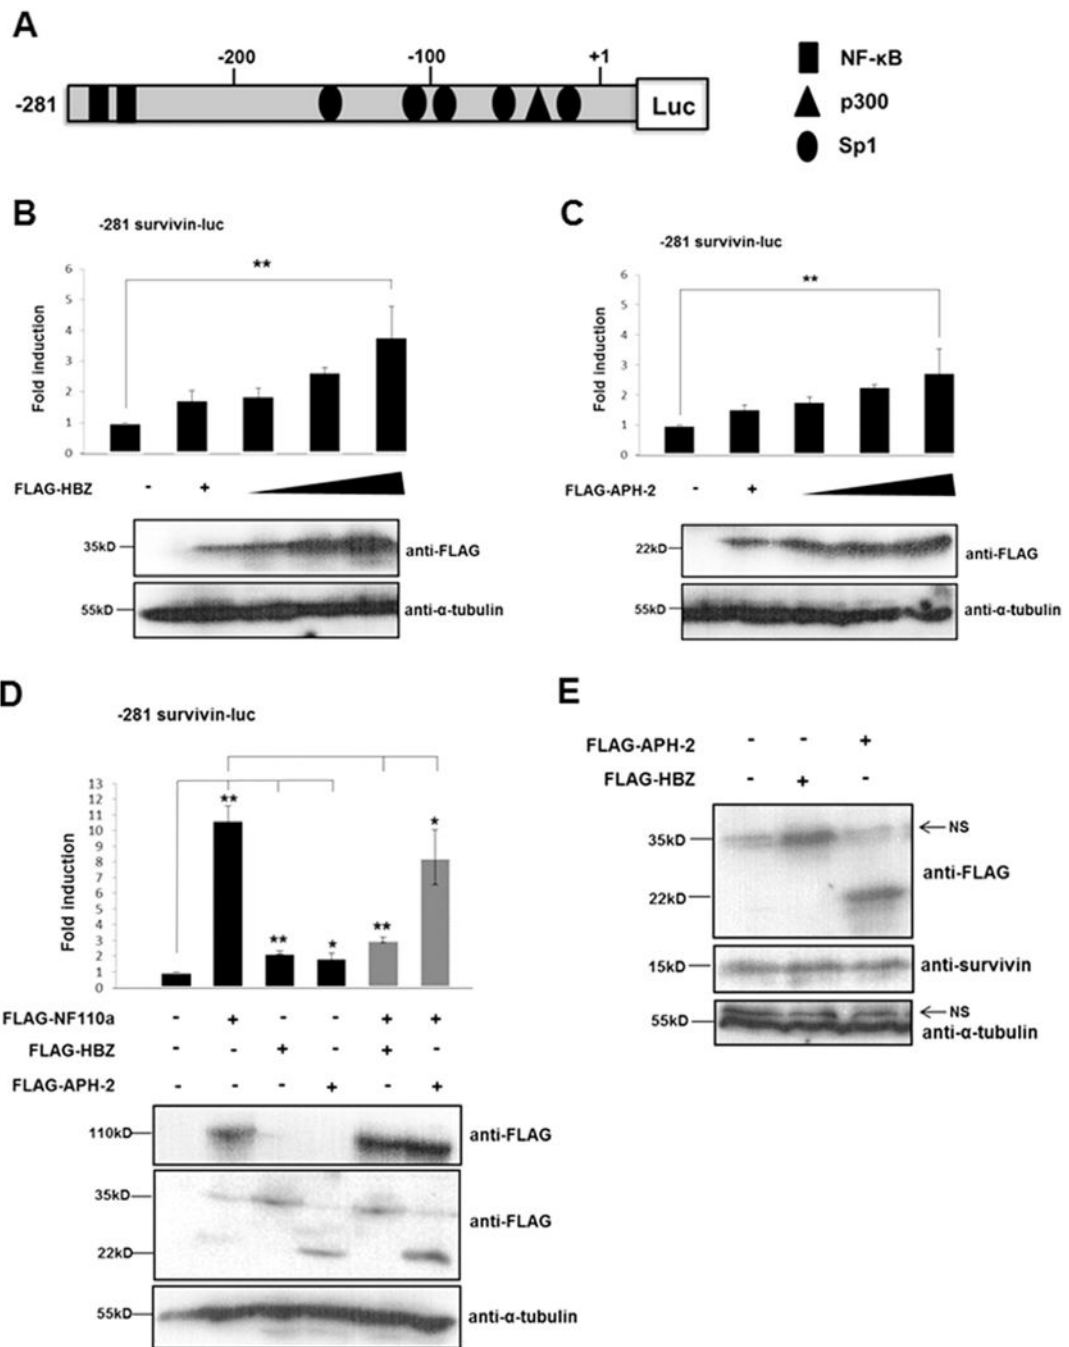 A
-200 -100 +1
-281 Luc
NF-κB
p300
Sp1
B
-281 survivin-luc
**
6
5
4
3
2
1
0
Fold induction
FLAG-HBZ - +
35kD anti-FLAG
55kD anti-α-tubulin
C
-281 survivin-luc
**
6
5
4
3
2
1
0
Fold induction
FLAG-APH-2 - +
22kD anti-FLAG
55kD anti-α-tubulin
D
-281 survivin-luc
13
12
11
10
9
8
7
6
5
4
3
2
1
0
Fold induction
** ** * ** *
FLAG-NF110a - + - - + +
FLAG-HBZ - - + - + -
FLAG-APH-2 - - - + - +
110kD anti-FLAG
35kD
22kD anti-FLAG
55kD anti-α-tubulin
E
FLAG-APH-2 - - +
FLAG-HBZ - + -
35kD NS
22kD anti-FLAG
15kD anti-survivin
55kD NS
anti-α-tubulin